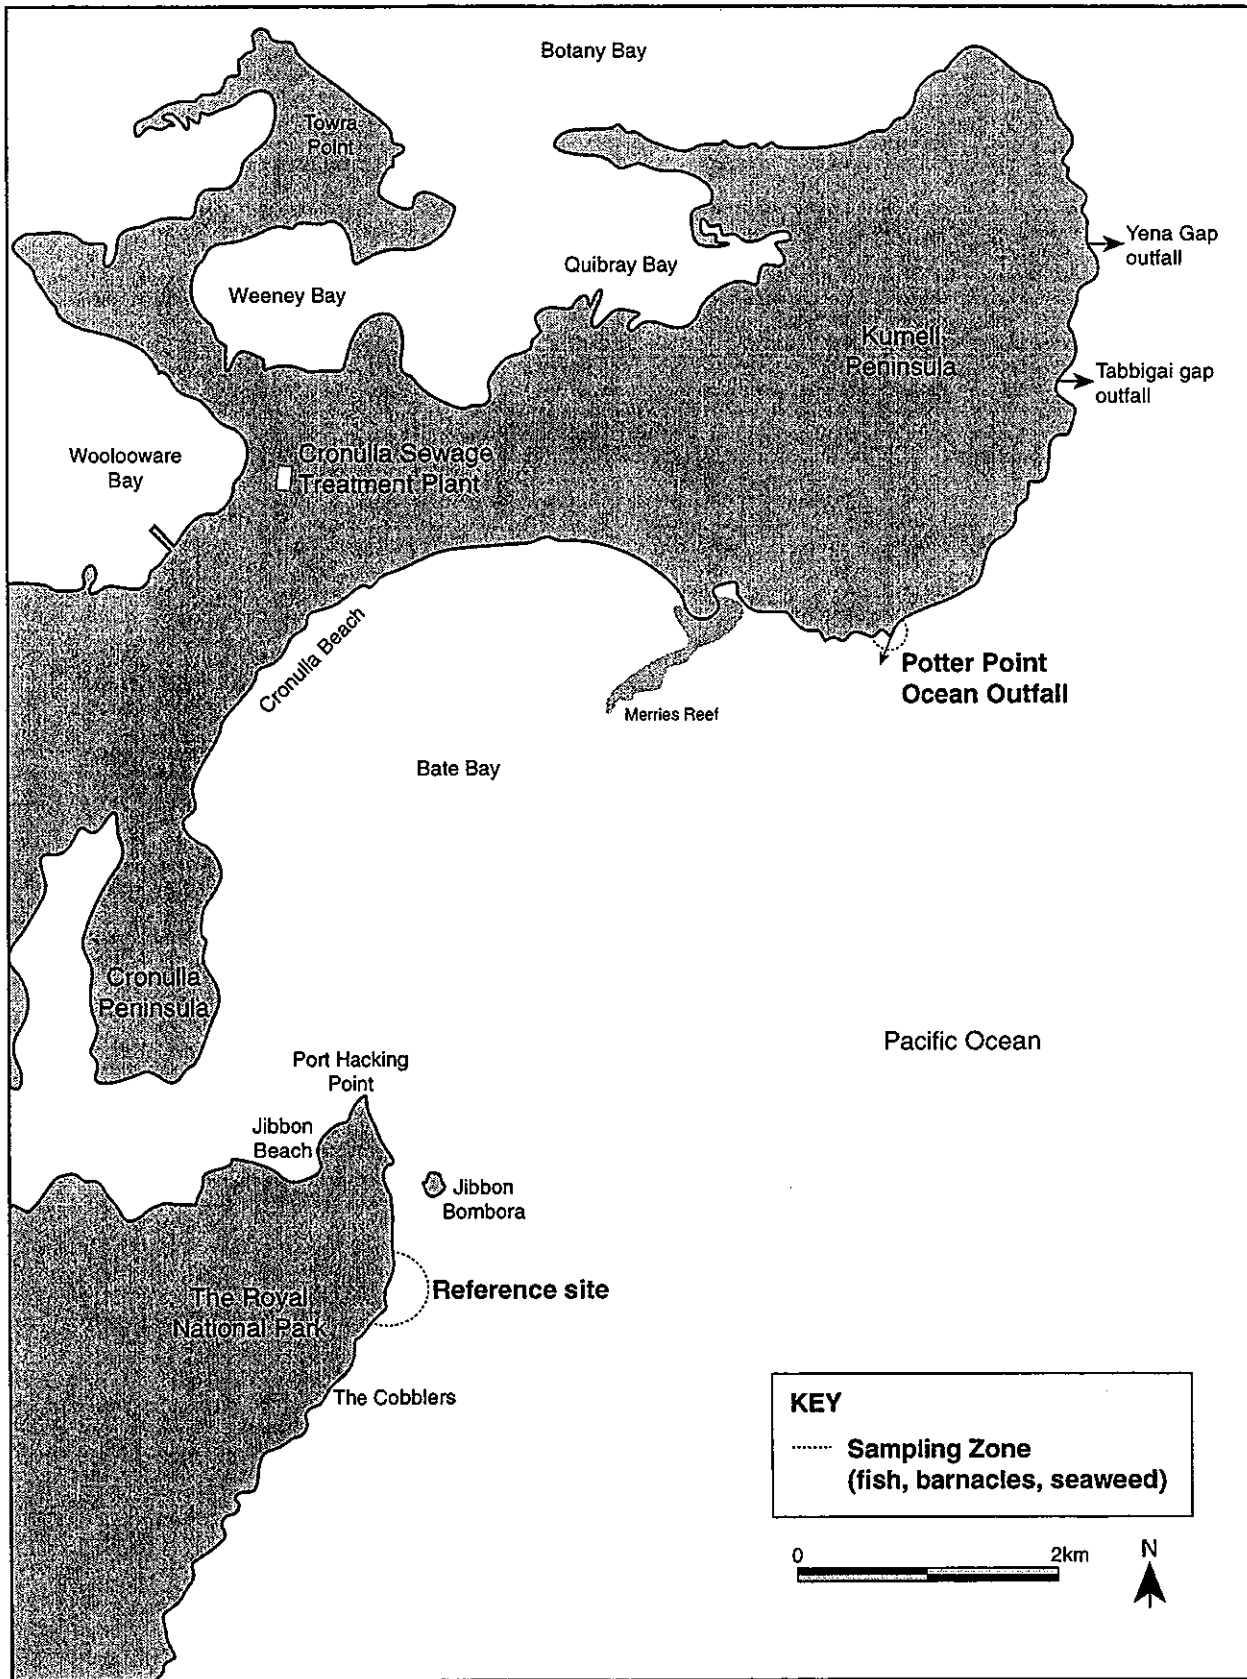 Botany Bay
Towra
Point
Yena Gap
outfall
Quibray Bay
Weeney Bay
Kurnell
Peninsula
Tabbigai gap
outfall
Woolooware
Bay
Cronulla Sewage
Treatment Plant
Cronulla Beach
Potter Point
Ocean Outfall
Merries Reef
Bate Bay
Cronulla
Peninsula
Pacific Ocean
Port Hacking
Point
Jibbon
Beach
Jibbon
Bombora
Reference site
The Royal
National Park
The Cobblers
KEY
Sampling Zone
(fish, barnacles, seaweed)
0 2km
N